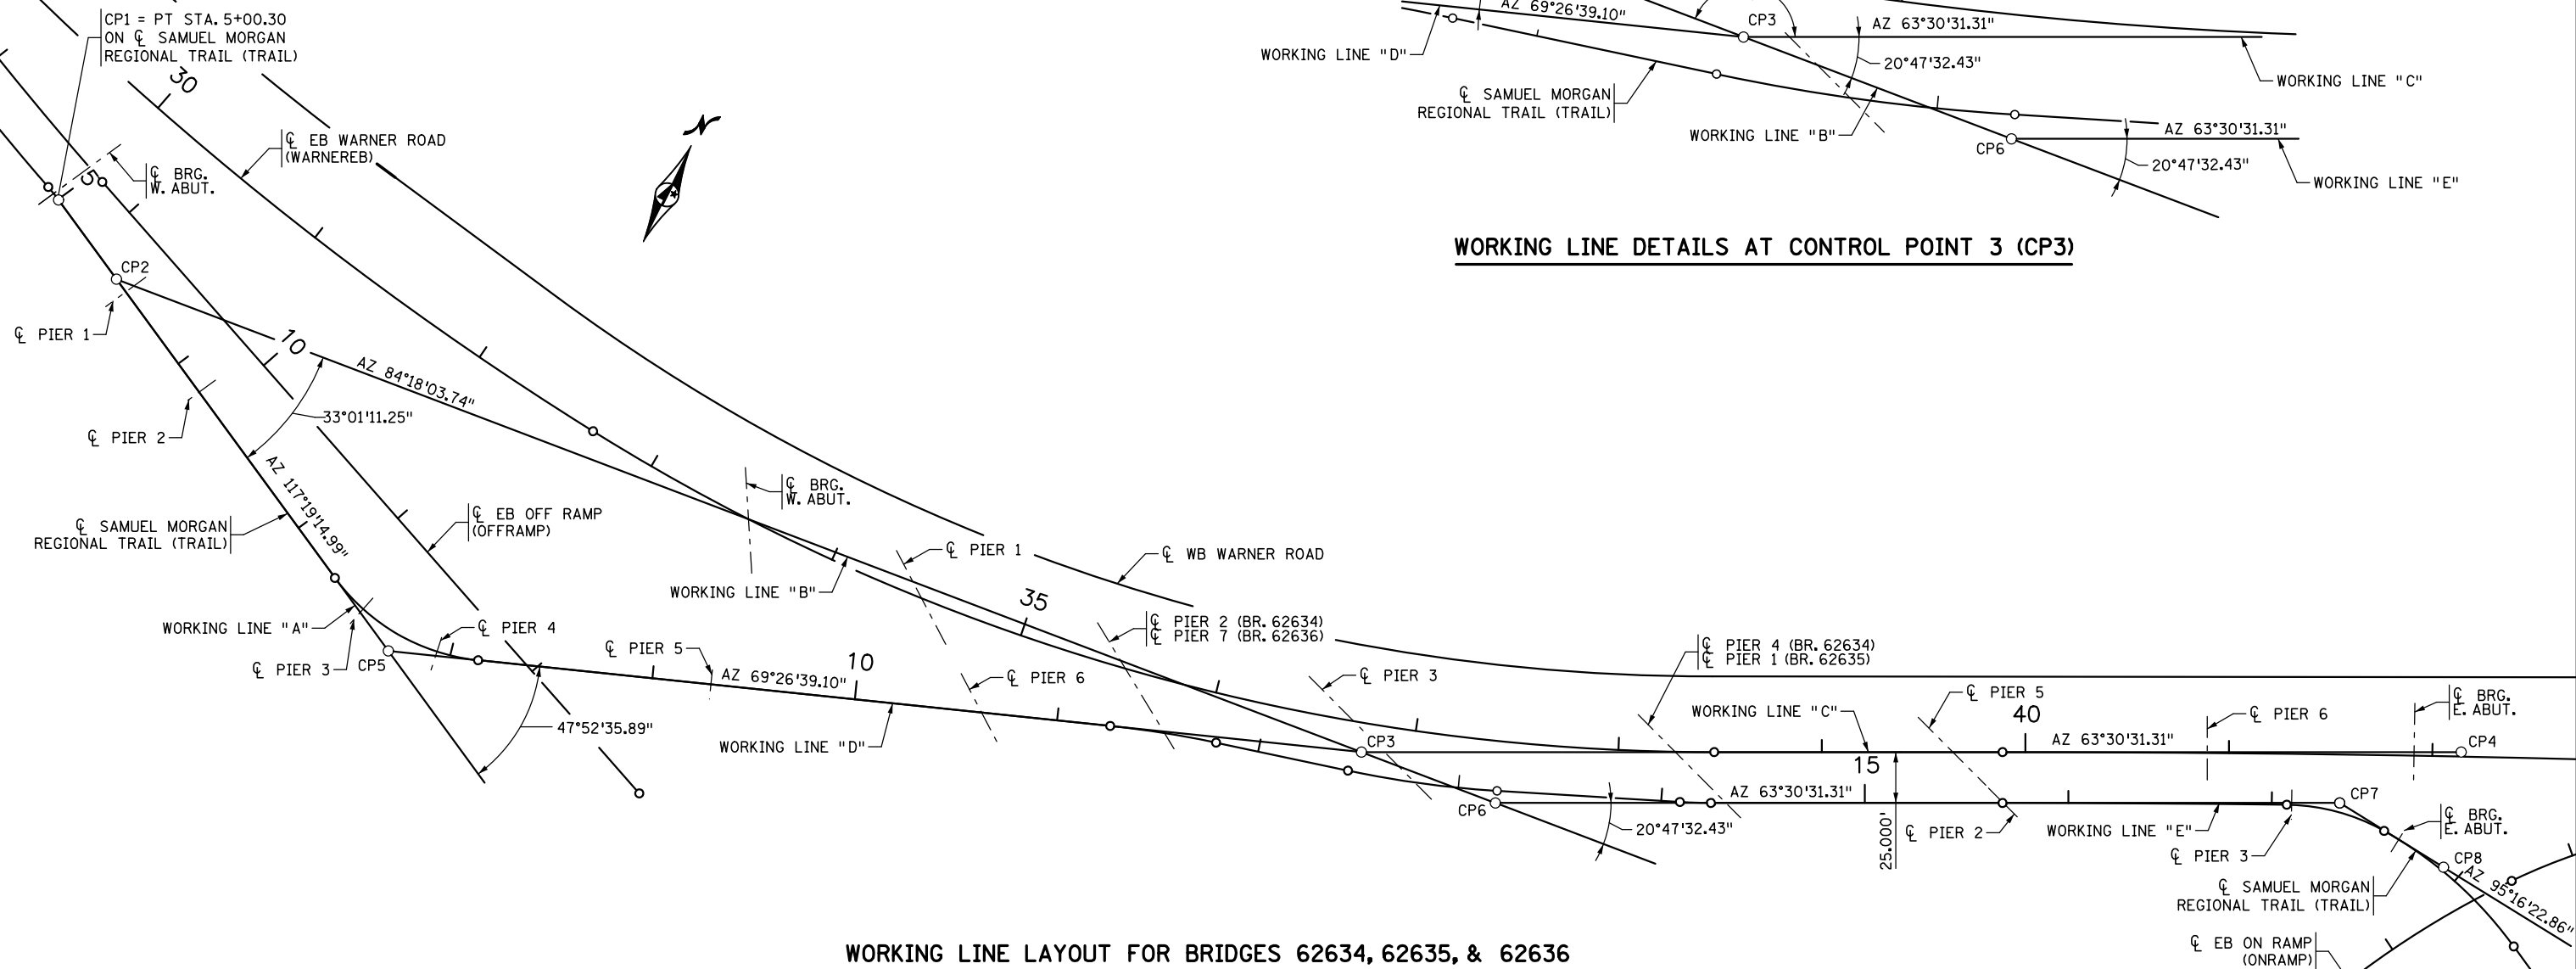 CP1 = PT STA. 5+00.30
ON ℄ SAMUEL MORGAN
REGIONAL TRAIL (TRAIL)
30
℄ EB WARNER ROAD
(WARNEREB)
5
℄ BRG.
W. ABUT.
N
AZ 69°26'39.10"
CP3
AZ 63°30'31.31"
WORKING LINE "D"
20°47'32.43"
WORKING LINE "C"
℄ SAMUEL MORGAN
REGIONAL TRAIL (TRAIL)
WORKING LINE "B"
AZ 63°30'31.31"
CP6
20°47'32.43"
WORKING LINE "E"
WORKING LINE DETAILS AT CONTROL POINT 3 (CP3)
CP2
℄ PIER 1
10
AZ 84°18'03.74"
33°01'11.25"
℄ PIER 2
AZ 117°19'14.99"
℄ SAMUEL MORGAN
REGIONAL TRAIL (TRAIL)
℄ EB OFF RAMP
(OFFRAMP)
℄ BRG.
W. ABUT.
WORKING LINE "B"
℄ PIER 1
℄ WB WARNER ROAD
35
℄ PIER 2 (BR. 62634)
℄ PIER 7 (BR. 62636)
WORKING LINE "A"
℄ PIER 3
CP5
℄ PIER 4
℄ PIER 5
AZ 69°26'39.10"
10
℄ PIER 6
47°52'35.89"
WORKING LINE "D"
℄ PIER 3
CP3
℄ PIER 4 (BR. 62634)
℄ PIER 1 (BR. 62635)
WORKING LINE "C"
℄ PIER 5
40
AZ 63°30'31.31"
℄ PIER 6
℄ BRG.
E. ABUT.
CP4
15
AZ 63°30'31.31"
CP6
20°47'32.43"
25.000'
℄ PIER 2
WORKING LINE "E"
℄ PIER 3
CP7
℄ BRG.
E. ABUT.
CP8
AZ 95°16'22.86"
℄ SAMUEL MORGAN
REGIONAL TRAIL (TRAIL)
℄ EB ON RAMP
(ONRAMP)
WORKING LINE LAYOUT FOR BRIDGES 62634, 62635, & 62636